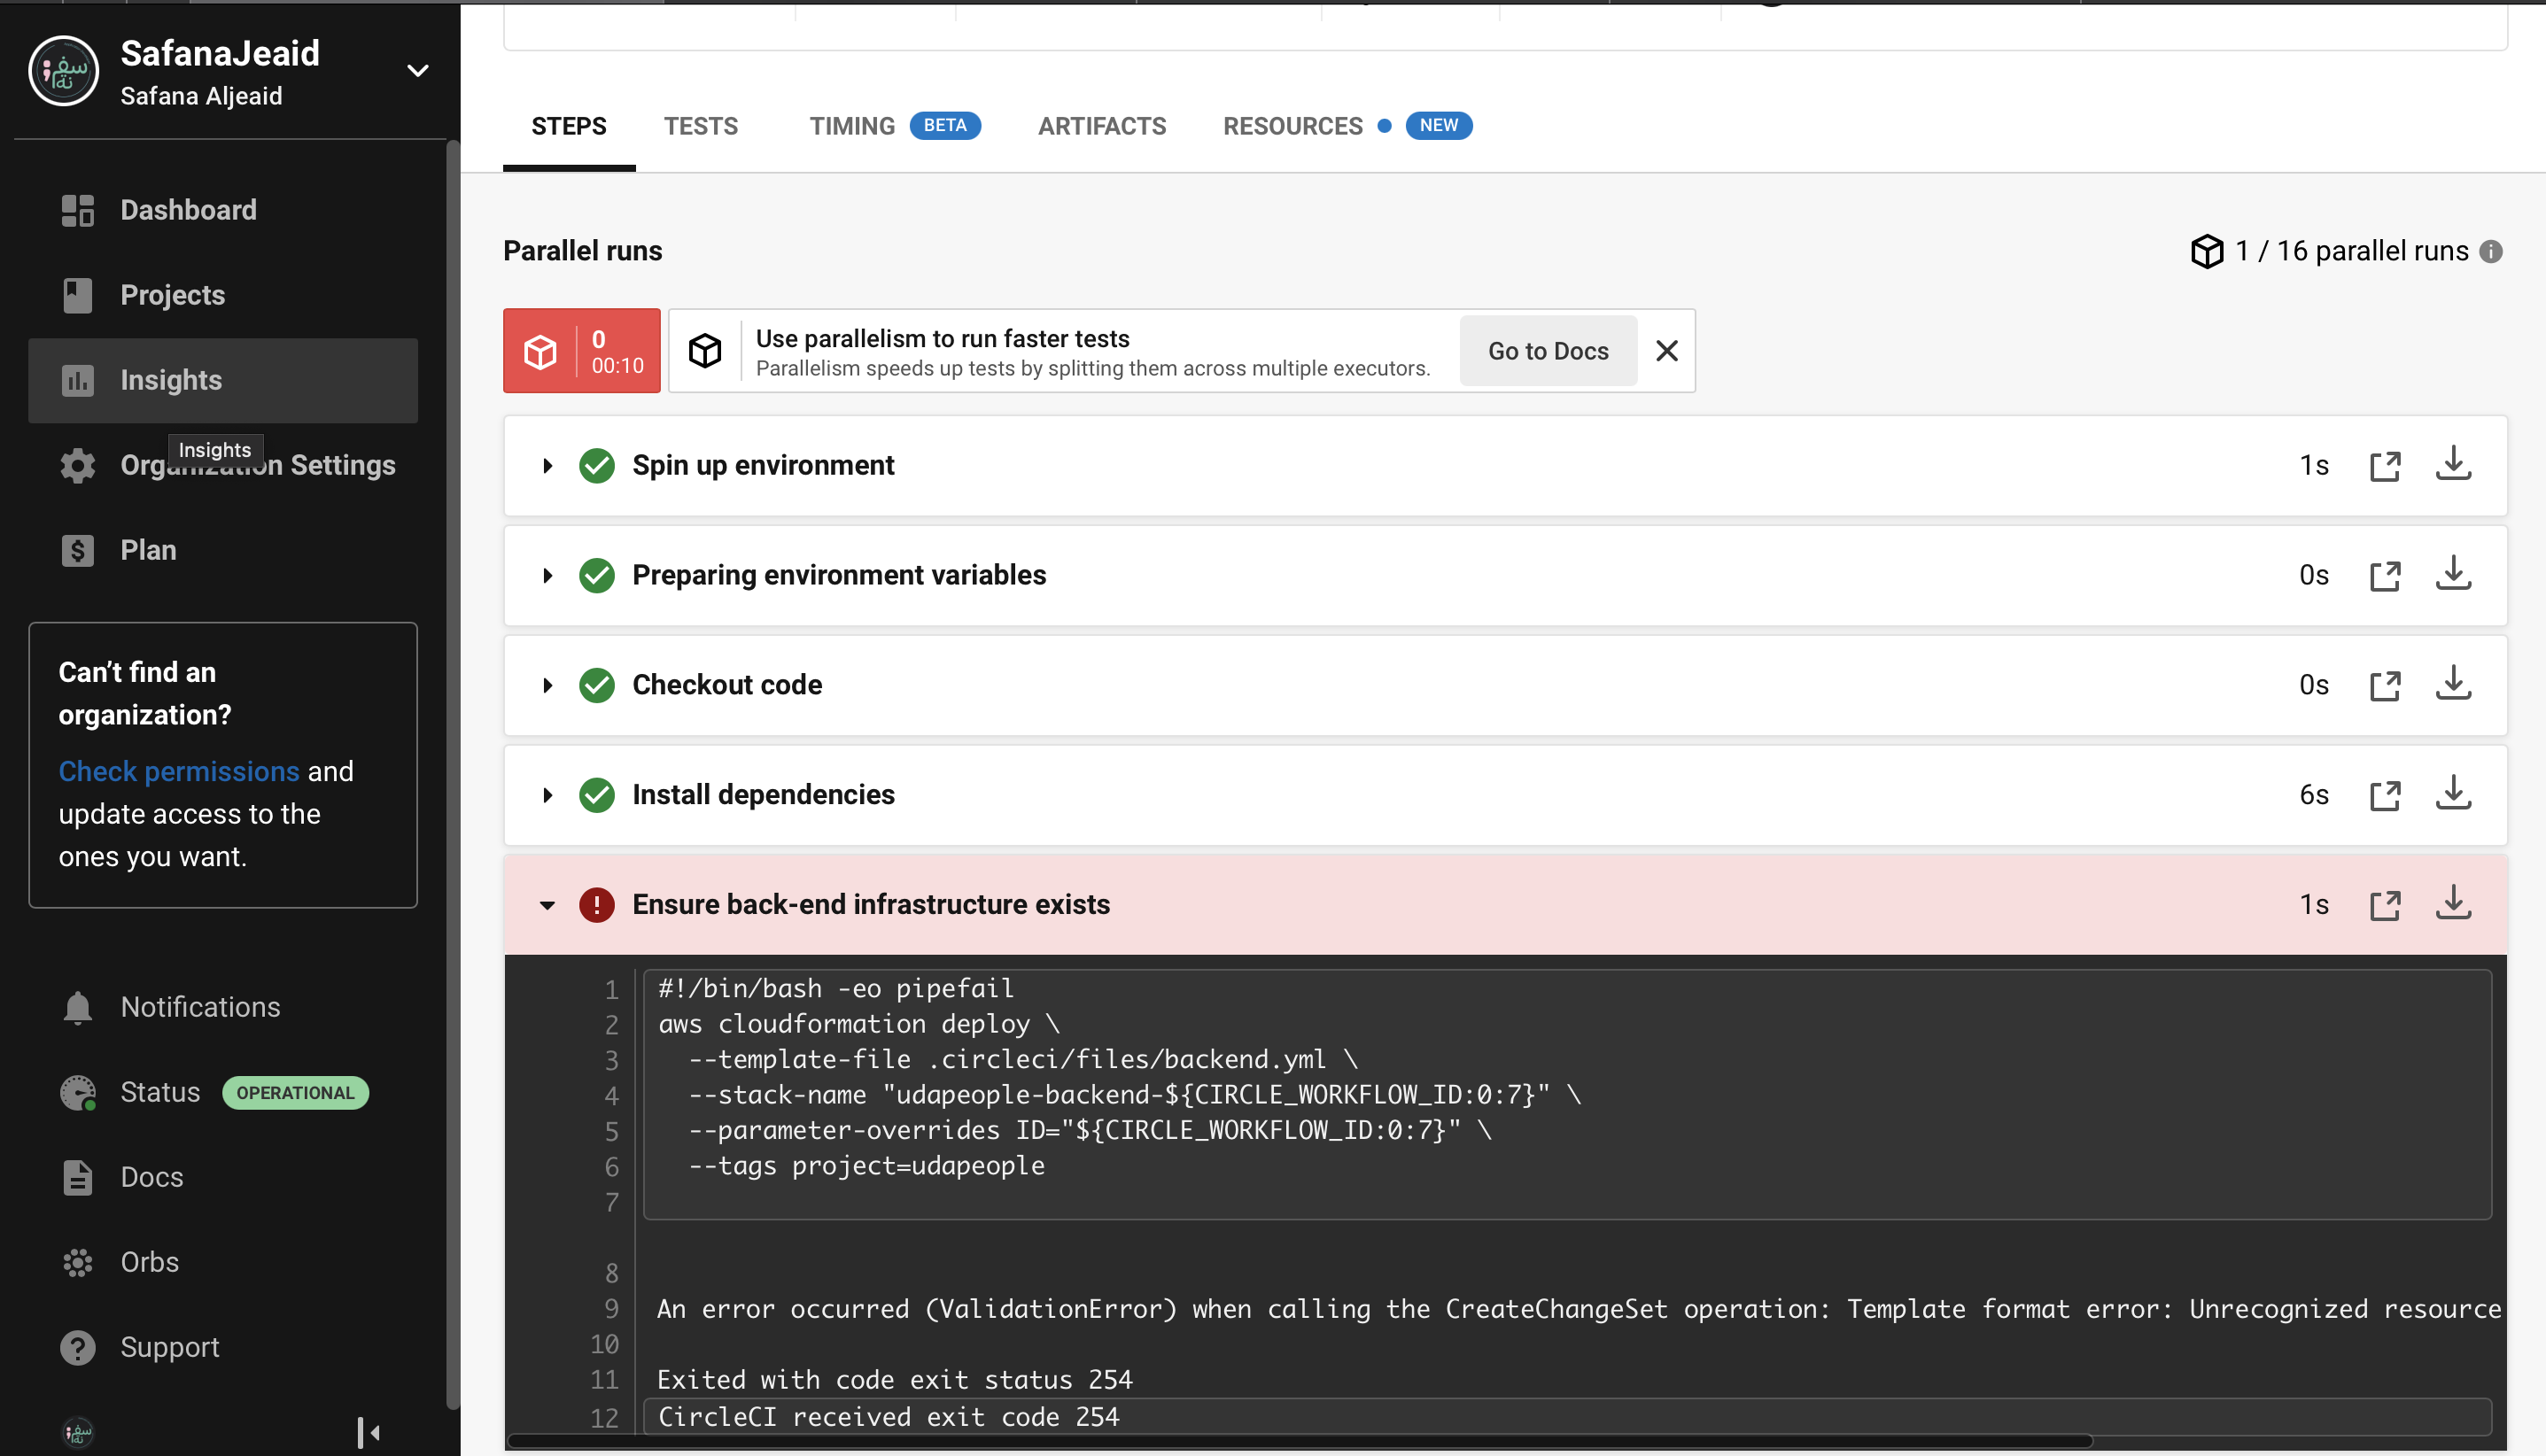 SafanaJeaid
Safana Aljeaid
Dashboard
Projects
Insights
Insights
Organization Settings
Plan
Can't find an
organization?
Check permissions and
update access to the
ones you want.
Notifications
Status OPERATIONAL
Docs
Orbs
Support
STEPS TESTS TIMING BETA ARTIFACTS RESOURCES NEW
Parallel runs
1 / 16 parallel runs
0
00:10
Use parallelism to run faster tests
Parallelism speeds up tests by splitting them across multiple executors.
Go to Docs
Spin up environment 1s
Preparing environment variables 0s
Checkout code 0s
Install dependencies 6s
Ensure back-end infrastructure exists 1s
1 #!/bin/bash -eo pipefail
2 aws cloudformation deploy \
3 --template-file .circleci/files/backend.yml \
4 --stack-name "udapeople-backend-${CIRCLE_WORKFLOW_ID:0:7}" \
5 --parameter-overrides ID="${CIRCLE_WORKFLOW_ID:0:7}" \
6 --tags project=udapeople
7
8
9 An error occurred (ValidationError) when calling the CreateChangeSet operation: Template format error: Unrecognized resource
10
11 Exited with code exit status 254
12 CircleCI received exit code 254